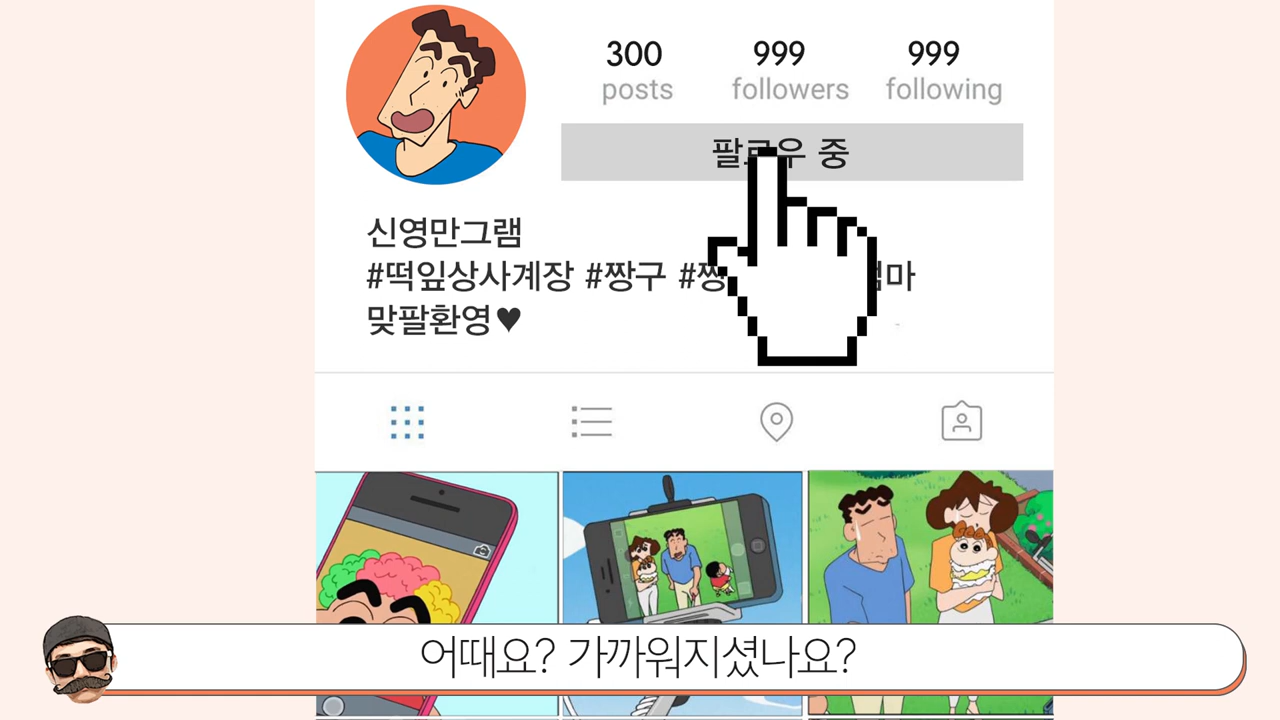 300 999 999
posts followers following
팔로우 중
신영만그램
#떡잎상사계장 #짱구
맞팔환영♥
어때요? 가까워지셨나요?